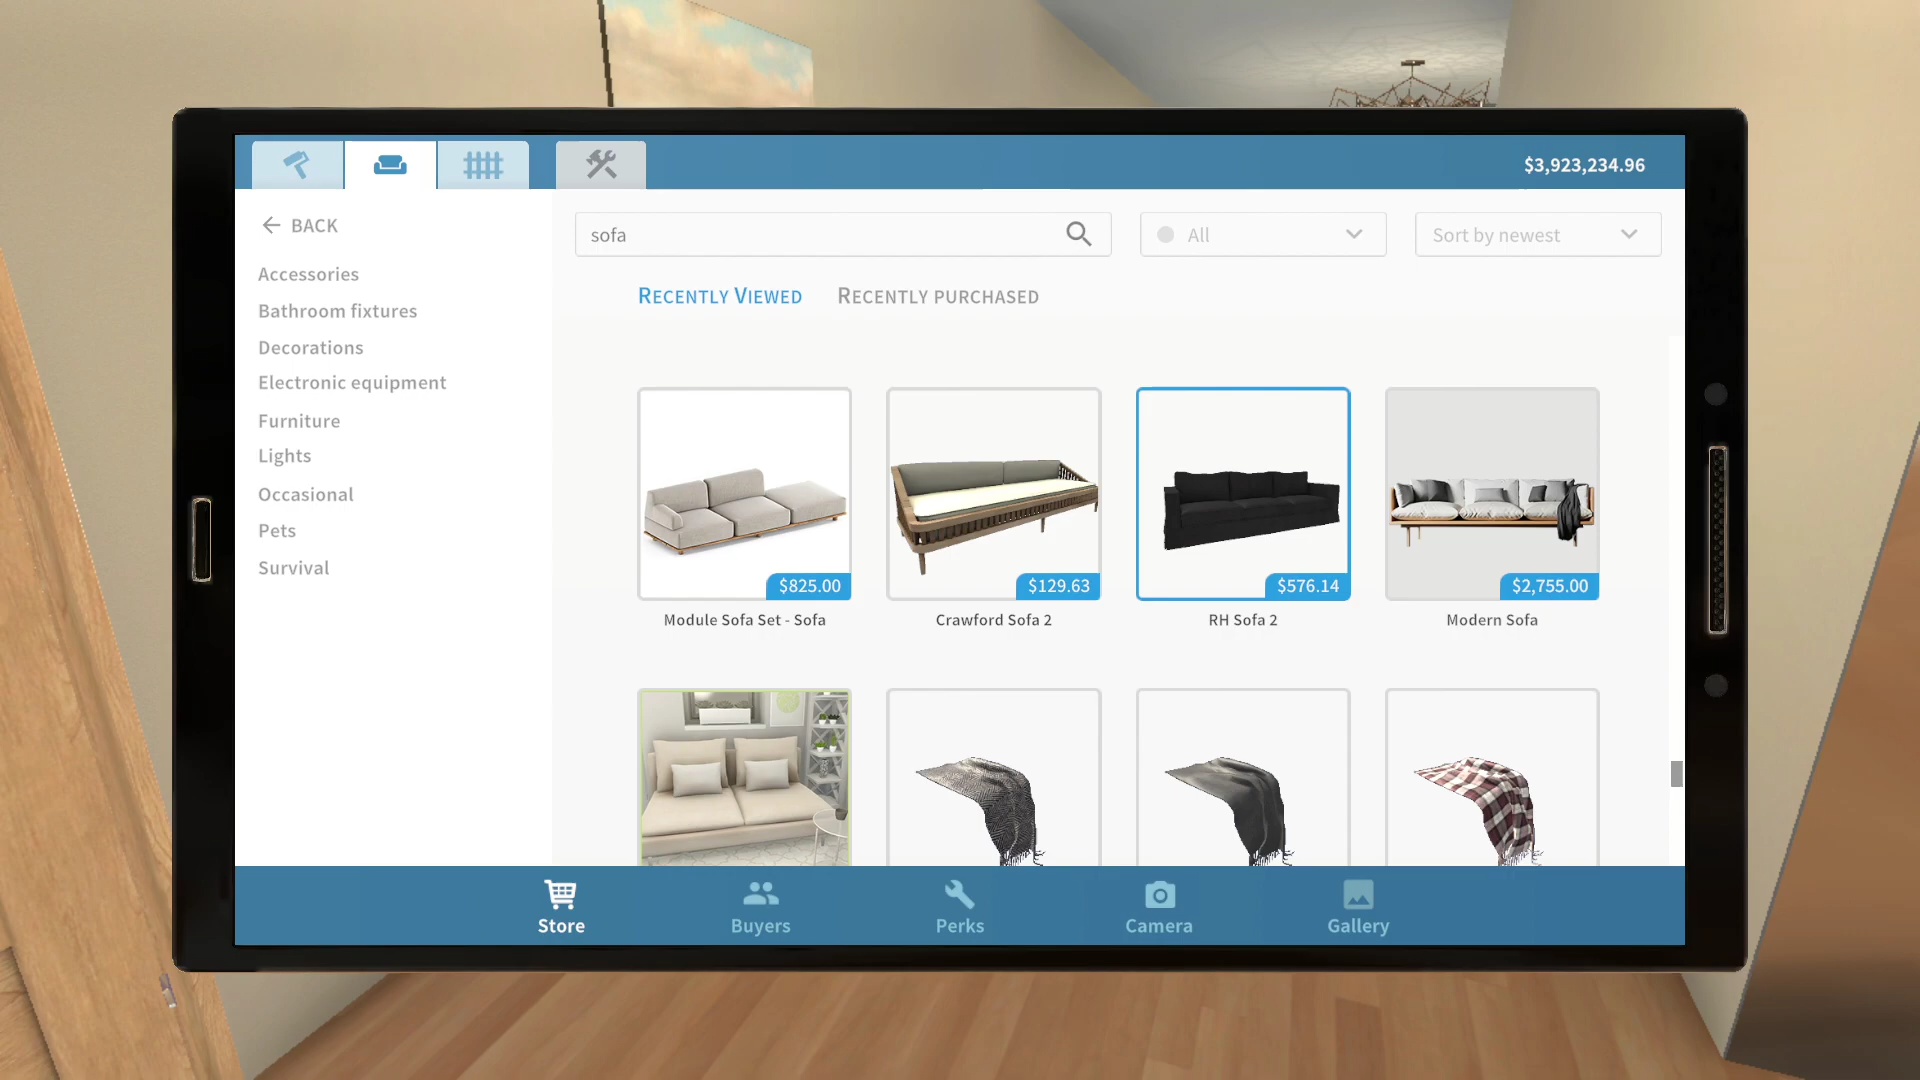 $3,923,234.96
BACK
sofa
All
Sort by newest
Accessories
Bathroom fixtures
Decorations
Electronic equipment
Furniture
Lights
Occasional
Pets
Survival
RECENTLY VIEWED
RECENTLY PURCHASED
$825.00
$129.63
$576.14
$2,755.00
Module Sofa Set - Sofa
Crawford Sofa 2
RH Sofa 2
Modern Sofa
Store
Buyers
Perks
Camera
Gallery